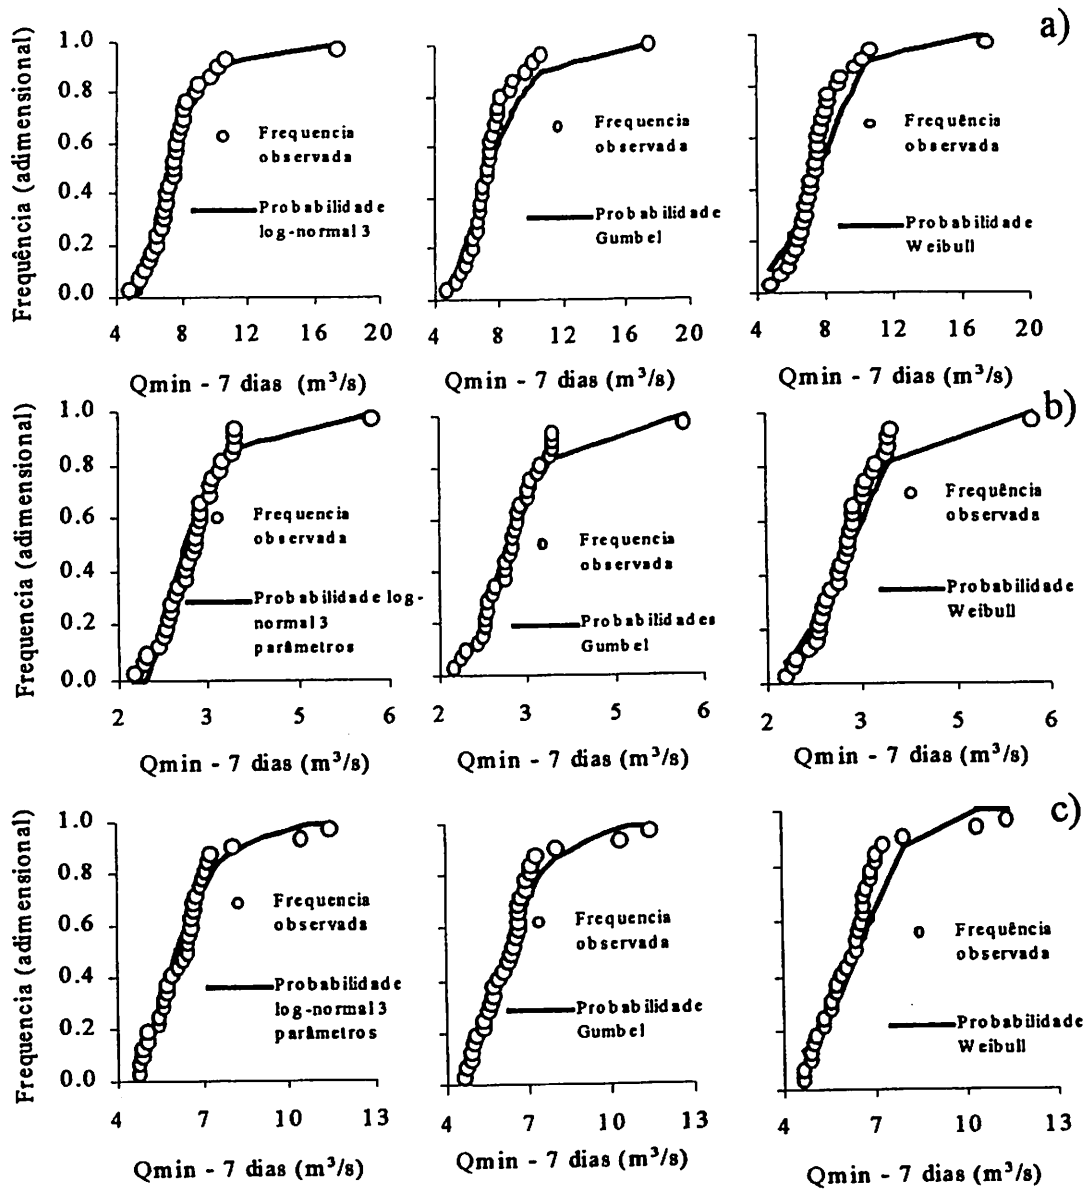 a)
Frequência (adimensional)
1.0
0.8
0.6
0.4
0.2
0.0
Frequencia
observada
Probabilidade
log-normal 3
4 8 12 16 20
Qmin - 7 dias (m³/s)
Frequencia
observada
Probabilidade
Gumbel
4 8 12 16 20
Qmin - 7 dias (m³/s)
Frequência
observada
Probabilidade
Weibull
4 8 12 16 20
Qmin - 7 dias (m³/s)
b)
Frequencia (adimensional)
1.0
0.8
0.6
0.4
0.2
0.0
Frequencia
observada
Probabilidade log-
normal 3
parâmetros
2 3 5 6
Qmin - 7 dias (m³/s)
Frequencia
observada
Probabilidades
Gumbel
2 3 5 6
Qmin - 7 dias (m³/s)
Frequência
observada
Probabilidade
Weibull
2 3 5 6
Qmin - 7 dias (m³/s)
c)
Frequencia (adimensional)
1.0
0.8
0.6
0.4
0.2
0.0
Frequencia
observada
Probabilidade
log-normal 3
parâmetros
4 7 10 13
Qmin - 7 dias (m³/s)
Frequencia
observada
Probabilidade
Gumbel
4 7 10 13
Qmin - 7 dias (m³/s)
Frequência
observada
Probabilidade
Weibull
4 7 10 13
Qmin - 7 dias (m³/s)